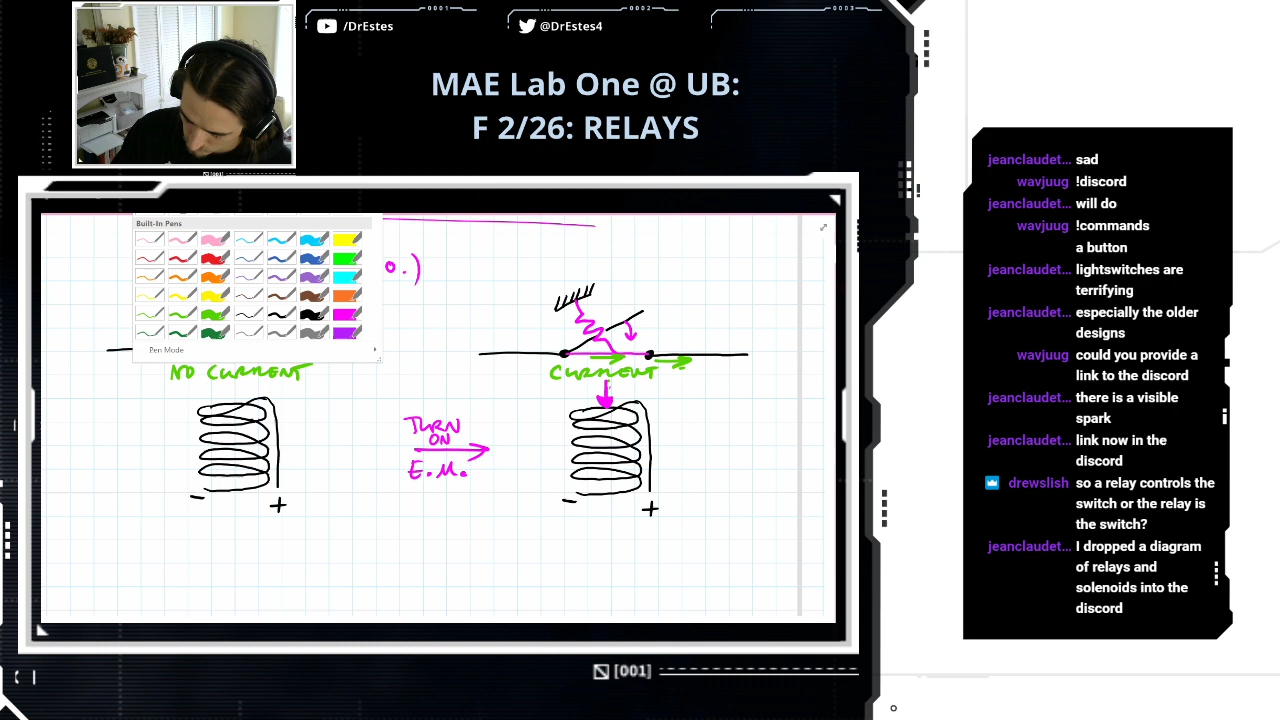 0001
0002
0003
/DrEstes
@DrEstes4
MAE Lab One @ UB:
F 2/26: RELAYS
[001]
Built-In Pens
Pen Mode
o.)
NO CURRENT
CURRENT
TURN
ON
E.M.
- +
- +
[001]
jeanclaudet… sad
wavjuug !discord
jeanclaudet… will do
wavjuug !commands
a button
jeanclaudet… lightswitches are
terrifying
jeanclaudet… especially the older
designs
wavjuug could you provide a
link to the discord
jeanclaudet… there is a visible
spark
jeanclaudet… link now in the
discord
drewslish so a relay controls the
switch or the relay is
the switch?
jeanclaudet… I dropped a diagram
of relays and
solenoids into the
discord